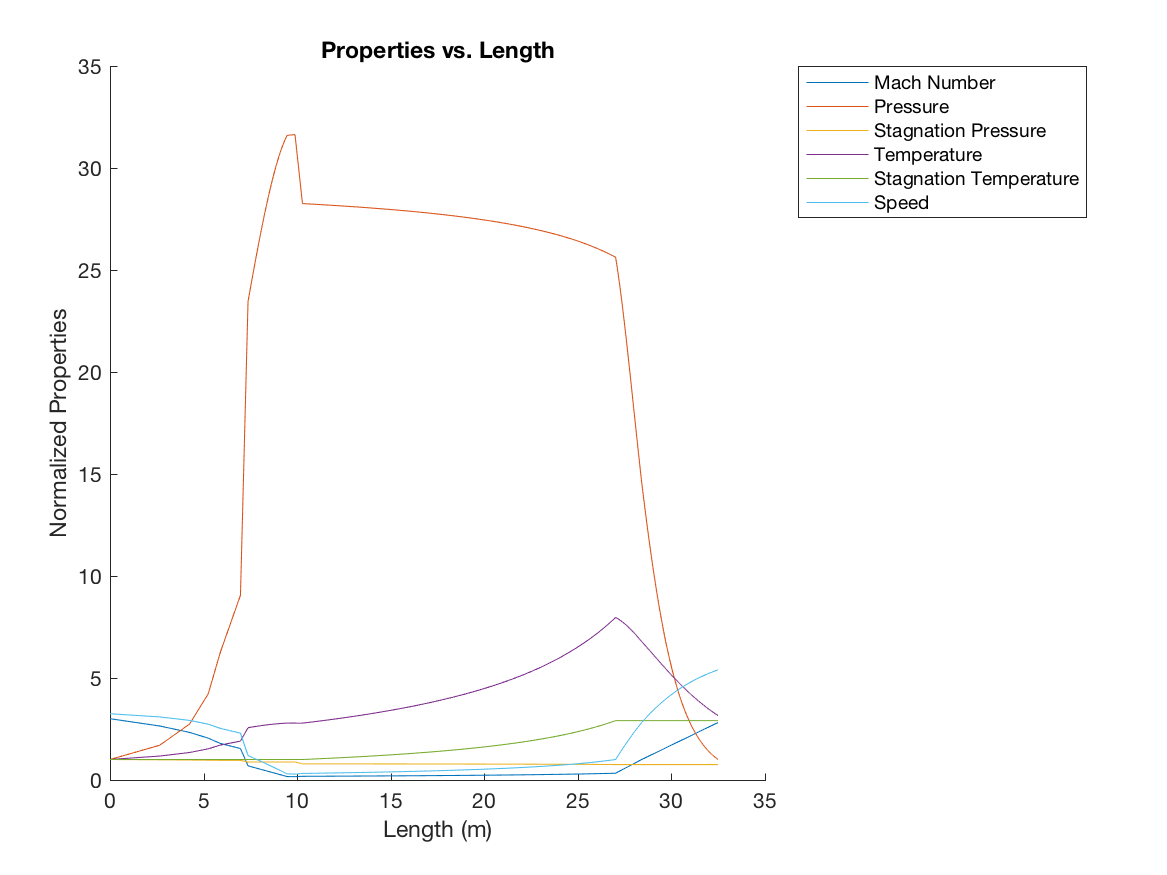 Properties vs. Length
35
30
25
20
15
10
5
0
Normalized Properties
0 5 10 15 20 25 30 35
Length (m)
Mach Number
Pressure
Stagnation Pressure
Temperature
Stagnation Temperature
Speed